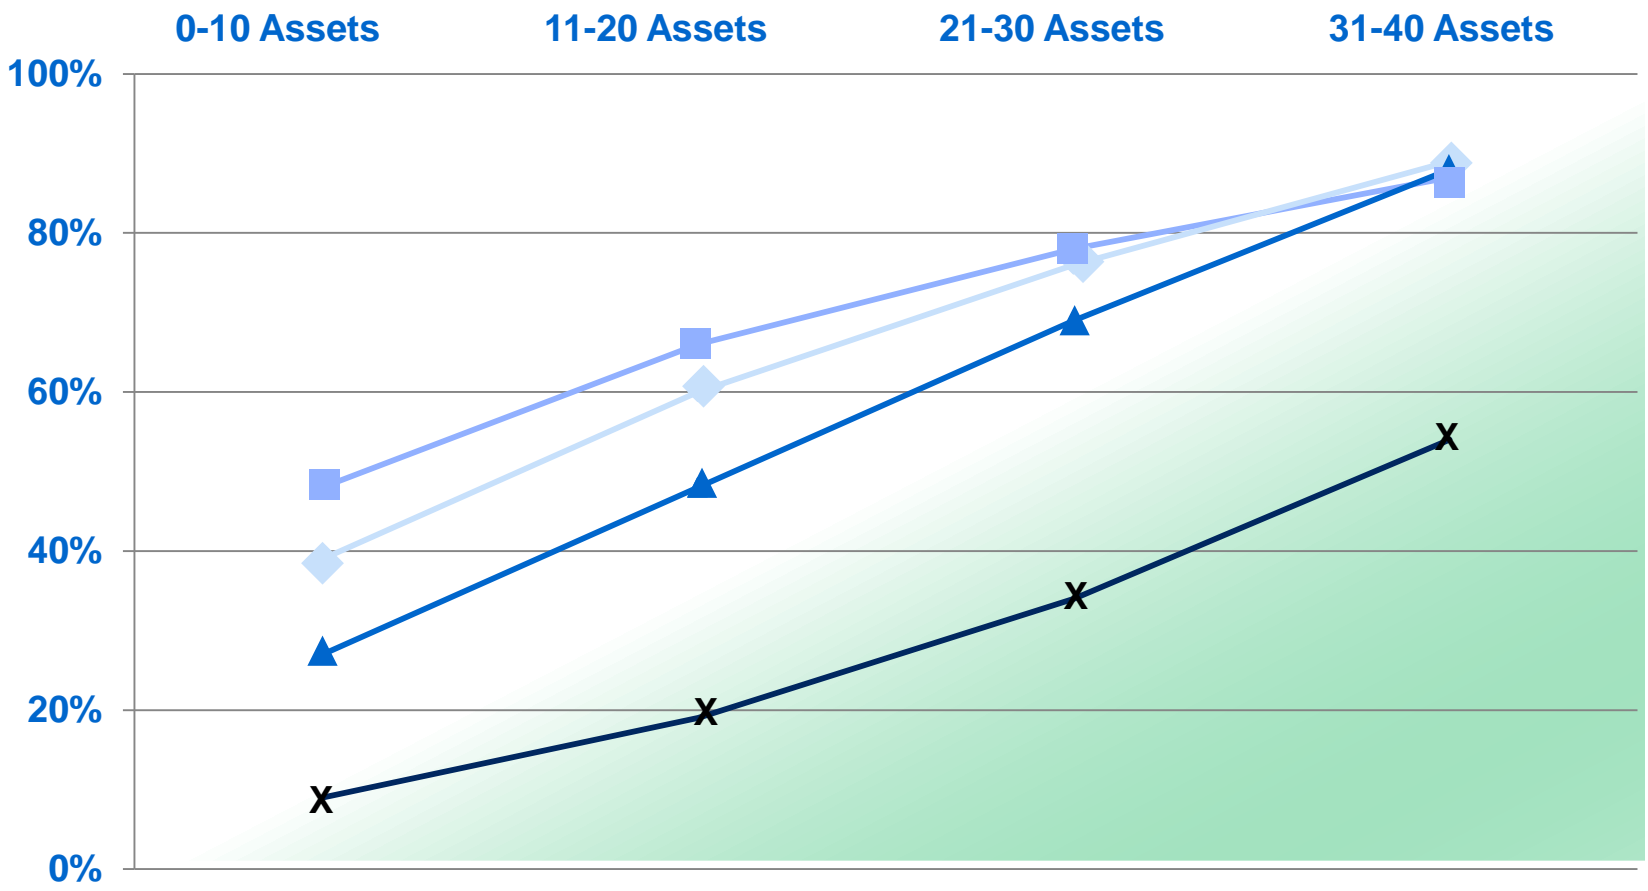 0-10 Assets 11-20 Assets 21-30 Assets 31-40 Assets
100%
80%
60%
40%
20%
0%
X
X
X
X